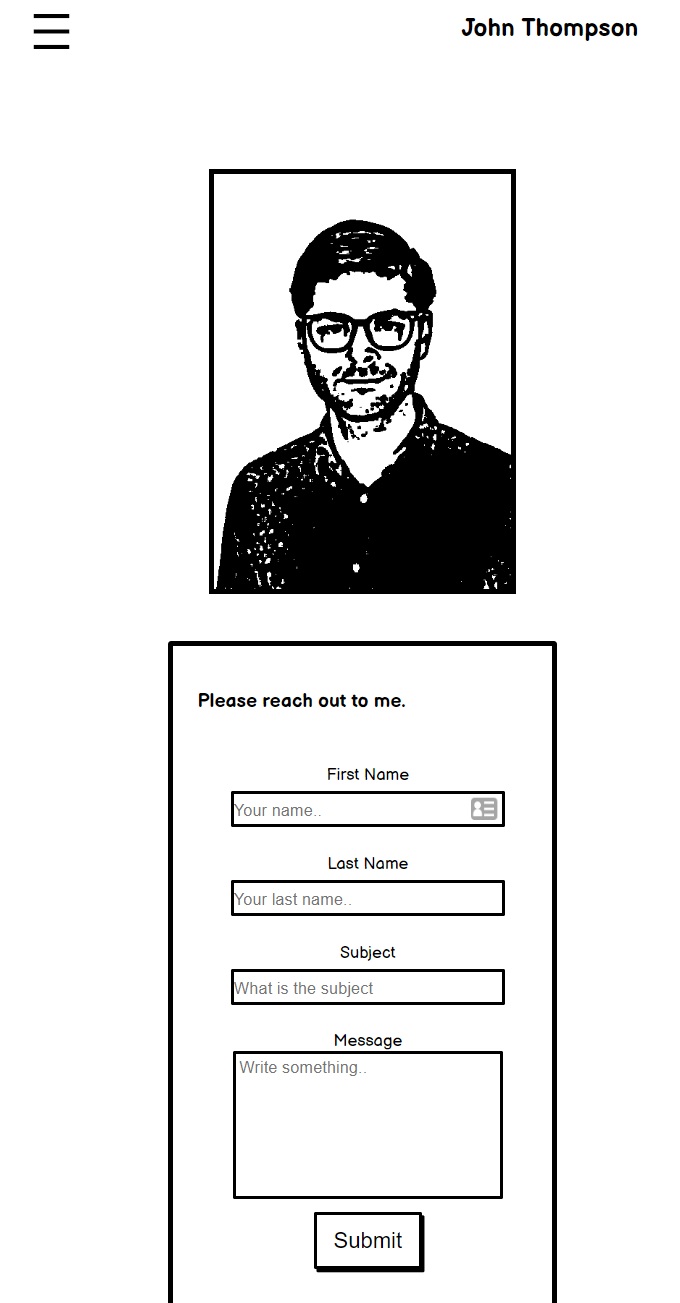 John Thompson
Please reach out to me.
First Name
Your name..
Last Name
Your last name..
Subject
What is the subject
Message
Write something..
Submit